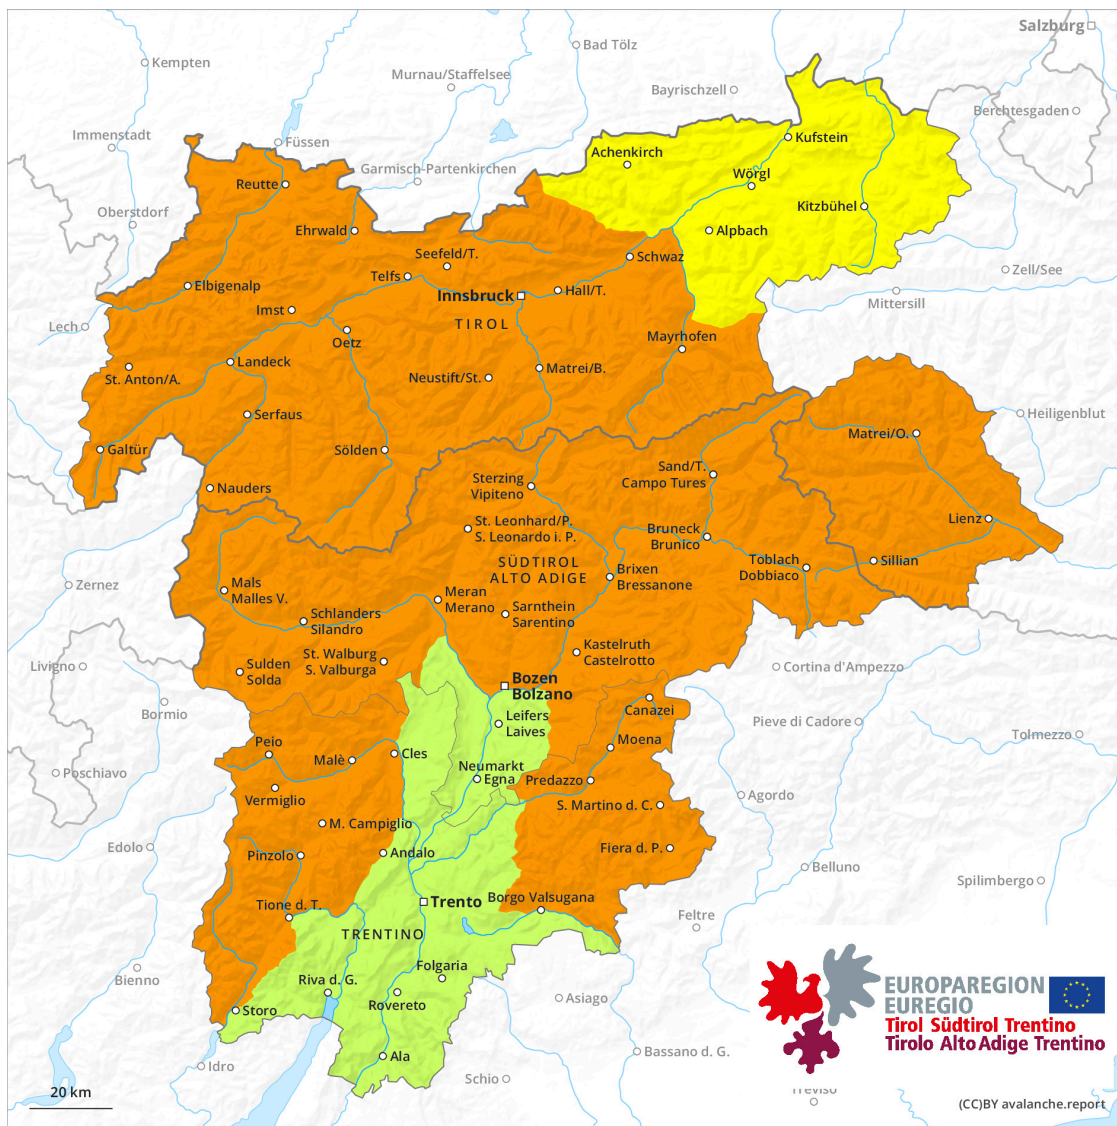 Salzburg
Bad Tölz
Kempten
Murnau/Staffelsee
Bayrischzell
Berchtesgaden
Immenstadt
Füssen
Kufstein
Achenkirch
Garmisch-Partenkirchen
Wörgl
Reutte
Kitzbühel
Oberstdorf
Ehrwald
Alpbach
Seefeld/T.
Schwaz
Zell/See
Telfs
Elbigenalp
Hall/T.
Innsbruck
Mittersill
Imst
TIROL
Lech
Oetz
Mayrhofen
Landeck
Matrei/B.
St. Anton/A.
Neustift/St.
Serfaus
Heiligenblut
Matrei/O.
Galtür
Sölden
Sand/T.
Campo Tures
Sterzing
Vipiteno
Nauders
Lienz
St. Leonhard/P.
S. Leonardo i. P.
Bruneck
Brunico
SÜDTIROL
ALTO ADIGE
Toblach
Dobbiaco
Sillian
Brixen
Bressanone
Zernez
Mals
Malles V.
Meran
Merano
Sarnthein
Sarentino
Schlanders
Silandro
Kastelruth
Castelrotto
St. Walburg
S. Valburga
Livigno
Sulden
Solda
Cortina d'Ampezzo
Bozen
Bolzano
Canazei
Bormio
Leifers
Laives
Pieve di Cadore
Tolmezzo
Moena
Peio
Malè
Cles
Neumarkt
Egna
Poschiavo
Predazzo
Vermiglio
Agordo
S. Martino d. C.
M. Campiglio
Edolo
Pinzolo
Andalo
Fiera d. P.
Belluno
Spilimbergo
Borgo Valsugana
Trento
Tione d. T.
Feltre
TRENTINO
Folgaria
Bienno
Riva d. G.
Rovereto
Asiago
Storo
EUROPAREGION
EUREGIO
Tirol Südtirol Trentino
Tirolo Alto Adige Trentino
Ala
Bassano d. G.
Idro
Schio
20 km
Treviso
(CC)BY avalanche.report